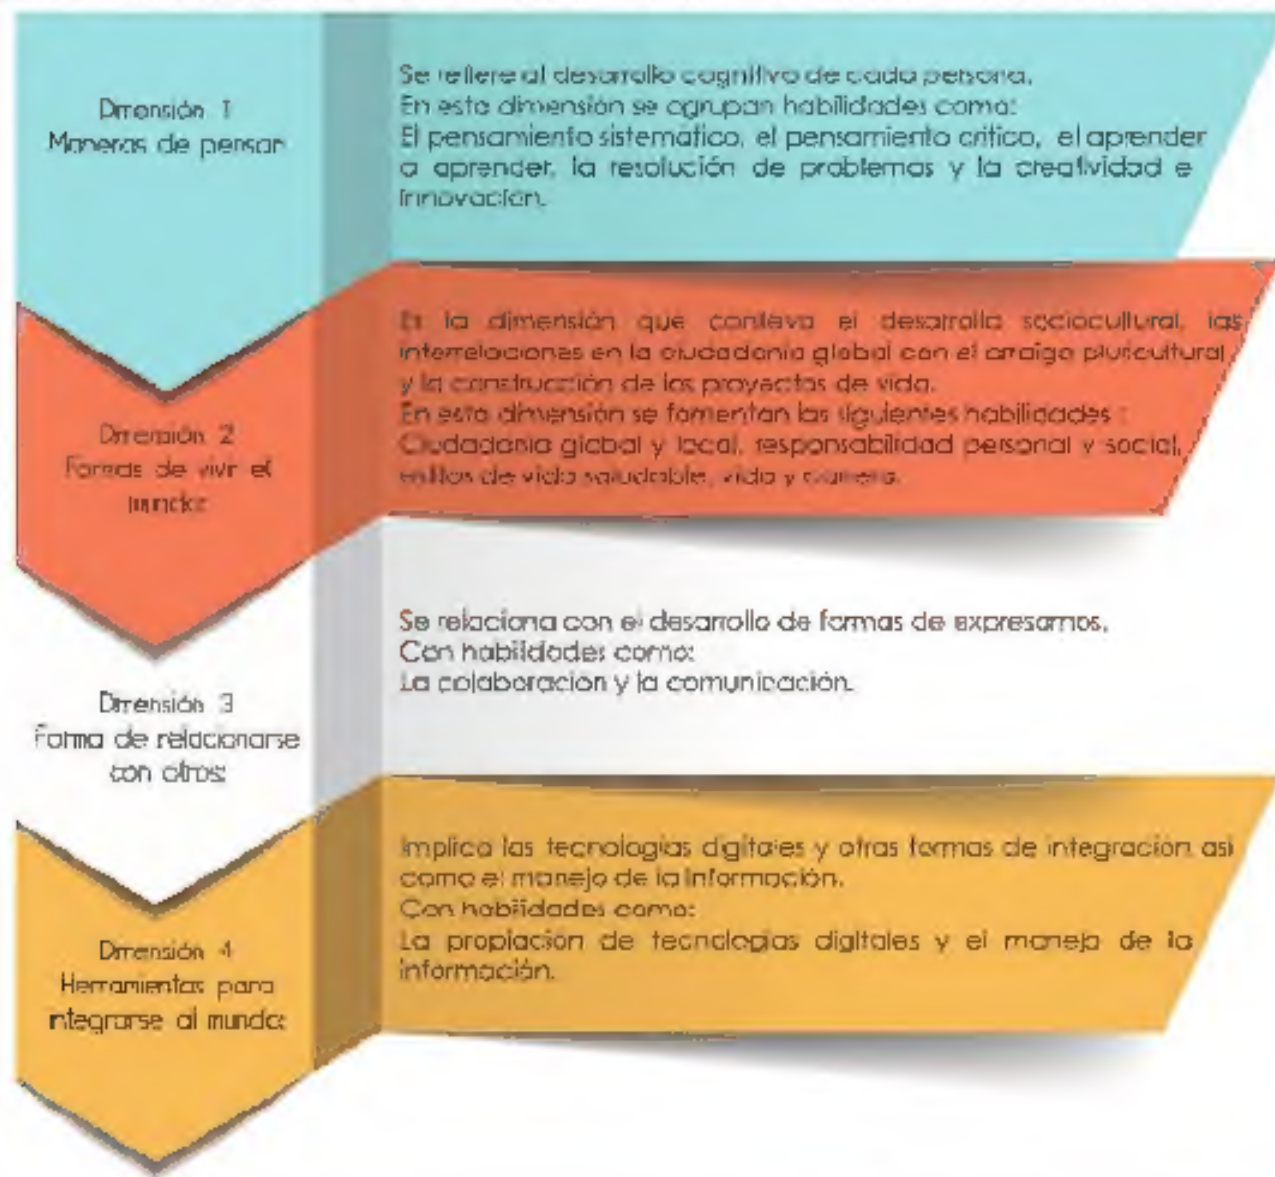 Dimensión 1
Maneras de pensar
Se refiere al desarrollo cognitivo de cada persona.
En esta dimensión se agrupan habilidades como:
El pensamiento sistemático, el pensamiento crítico, el aprender
a aprender, la resolución de problemas y la creatividad e
innovación.
Dimensión 2
Formas de vivir el
mundo:
Es la dimensión que conlleva el desarrollo sociocultural, las
interrelaciones en la ciudadanía global con el arraigo pluricultural
y la construcción de los proyectos de vida.
En esta dimensión se fomentan las siguientes habilidades :
Ciudadanía global y local, responsabilidad personal y social,
estilos de vida saludable, vida y carrera.
Dimensión 3
Forma de relacionarse
con otros:
Se relaciona con el desarrollo de formas de expresarnos.
Con habilidades como:
La colaboración y la comunicación.
Dimensión 4
Herramientas para
integrarse al mundo:
Implica las tecnologías digitales y otras formas de integración así
como el manejo de la información.
Con habilidades como:
La propiación de tecnologías digitales y el manejo de la
información.